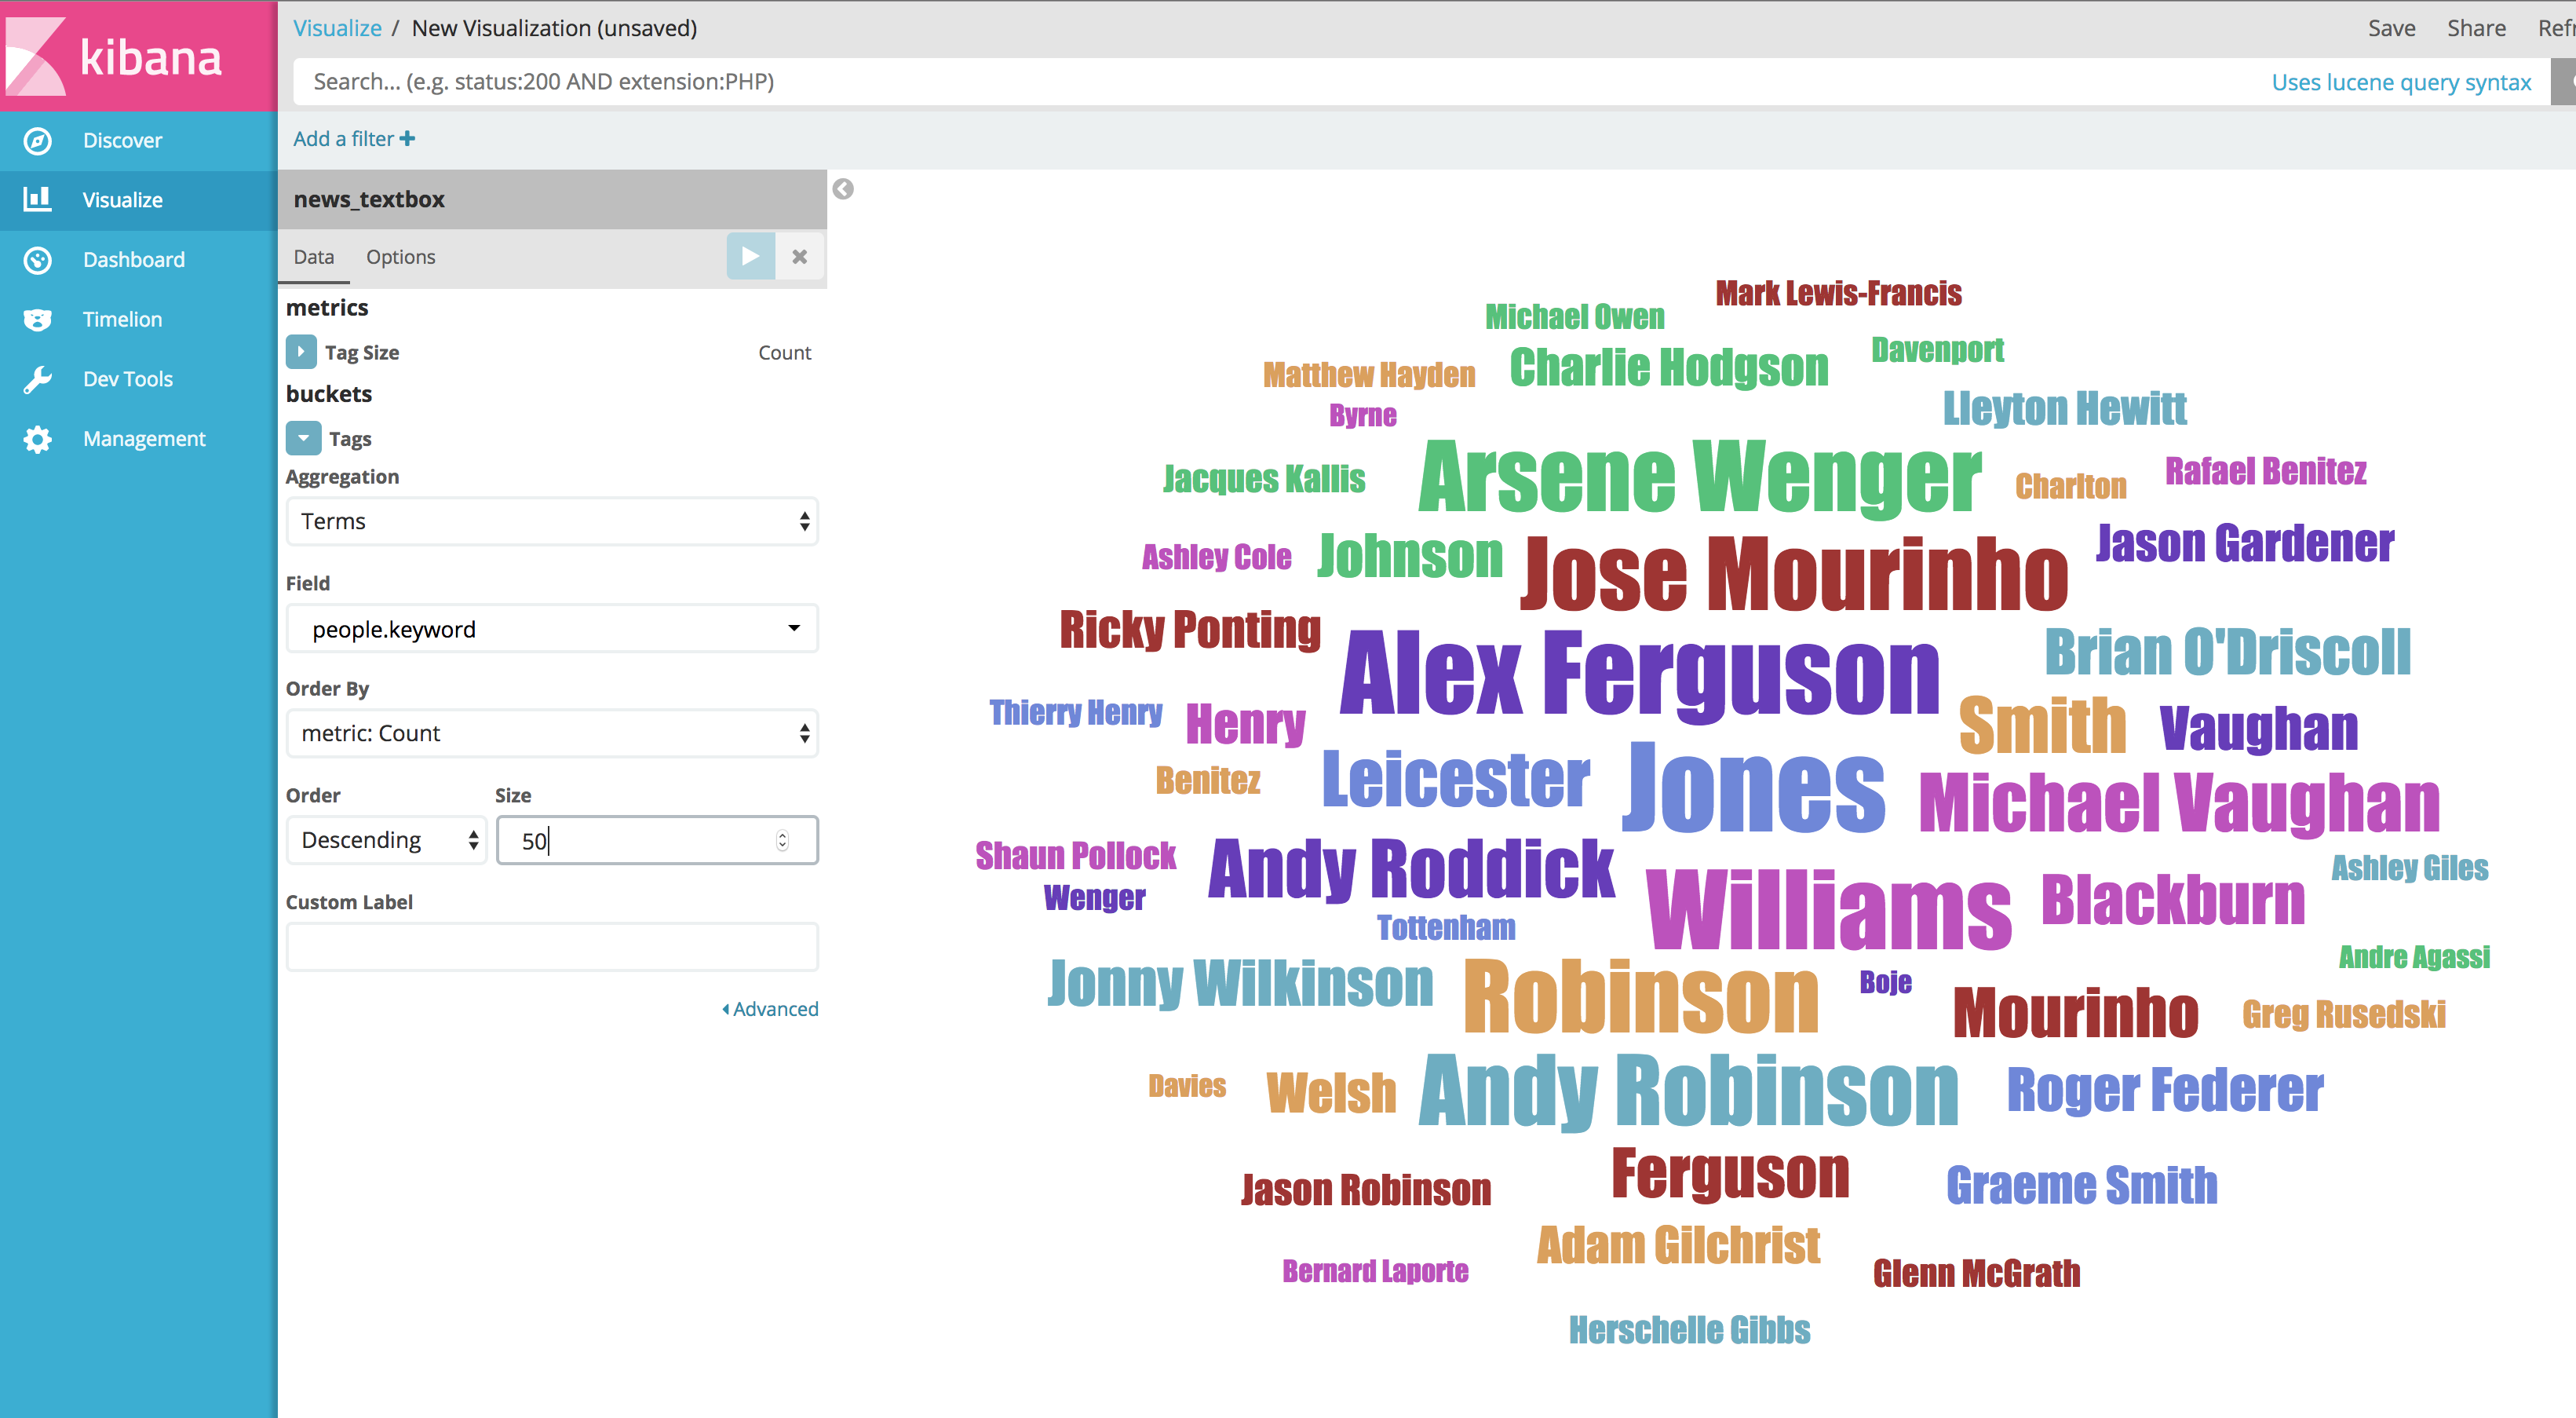 kibana
Visualize / New Visualization (unsaved)
Save Share Refr
Search... (e.g. status:200 AND extension:PHP)
Uses lucene query syntax
Add a filter
Discover
Visualize
Dashboard
Timelion
Dev Tools
Management
news_textbox
Data Options
metrics
Tag Size Count
buckets
Tags
Aggregation
Terms
Field
people.keyword
Order By
metric: Count
Order Size
Descending 50
Custom Label
Advanced
Mark Lewis-Francis
Michael Owen
Davenport
Matthew Hayden Charlie Hodgson
Byrne
Lleyton Hewitt
Jacques Kallis Arsene Wenger Charlton Rafael Benitez
Ashley Cole Johnson Jose Mourinho Jason Gardener
Ricky Ponting Alex Ferguson Brian O'Driscoll
Thierry Henry Henry Smith Vaughan
Benitez Leicester Jones Michael Vaughan
Shaun Pollock Andy Roddick Ashley Giles
Wenger Williams Blackburn
Tottenham
Andre Agassi
Jonny Wilkinson Robinson Boje Mourinho Greg Rusedski
Davies Welsh Andy Robinson Roger Federer
Jason Robinson Ferguson Graeme Smith
Adam Gilchrist
Bernard Laporte Glenn McGrath
Herschelle Gibbs